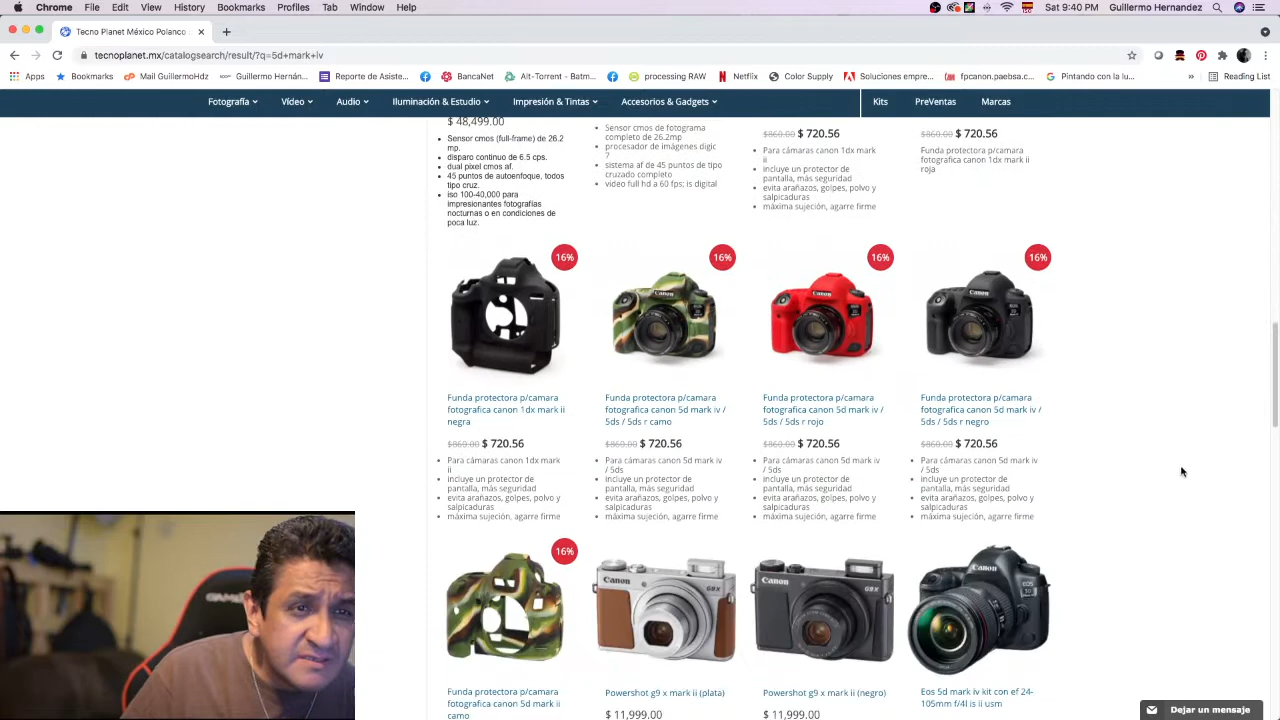 Chrome File Edit View History Bookmarks Profiles Tab Window Help
Sat 9:40 PM Guillermo Hernandez
Tecno Planet México Polanco
tecnoplanet.mx/catalogsearch/result/?q=5d+mark+iv
Apps Bookmarks Mail GuillermoHdz Guillermo Hernán... Reporte de Asiste... BancaNet Ait-Torrent - Batm... processing RAW Netflix Color Supply Soluciones empre... fpcanon.paebsa.c... Pintando con la lu... » Reading List
Fotografía Vídeo Audio Iluminación & Estudio Impresión & Tintas Accesorios & Gadgets Kits PreVentas Marcas
$ 48,499.00
Sensor cmos (full-frame) de 26.2
mp.
disparo continuo de 6.5 cps.
dual pixel cmos af.
45 puntos de autoenfoque, todos
tipo cruz.
iso 100-40,000 para
impresionantes fotografías
nocturnas o en condiciones de
poca luz.
Sensor cmos de fotograma
completo de 26.2mp
procesador de imágenes digic
7
sistema af de 45 puntos de tipo
cruzado completo
video full hd a 60 fps: is digital
$860.00 $ 720.56
Para cámaras canon 1dx mark
ii
incluye un protector de
pantalla, más seguridad
evita arañazos, golpes, polvo y
salpicaduras
máxima sujeción, agarre firme
$860.00 $ 720.56
Funda protectora p/camara
fotografica canon 1dx mark ii
roja
16%
16%
Canon
16%
Canon
16%
Canon
Funda protectora p/camara
fotografica canon 1dx mark ii
negra
$860.00 $ 720.56
Para cámaras canon 1dx mark
ii
incluye un protector de
pantalla, más seguridad
evita arañazos, golpes, polvo y
salpicaduras
máxima sujeción, agarre firme
Funda protectora p/camara
fotografica canon 5d mark iv /
5ds / 5ds r camo
$860.00 $ 720.56
Para cámaras canon 5d mark iv
/ 5ds
incluye un protector de
pantalla, más seguridad
evita arañazos, golpes, polvo y
salpicaduras
máxima sujeción, agarre firme
Funda protectora p/camara
fotografica canon 5d mark iv /
5ds / 5ds r rojo
$860.00 $ 720.56
Para cámaras canon 5d mark iv
/ 5ds
incluye un protector de
pantalla, más seguridad
evita arañazos, golpes, polvo y
salpicaduras
máxima sujeción, agarre firme
Funda protectora p/camara
fotografica canon 5d mark iv /
5ds / 5ds r negro
$860.00 $ 720.56
Para cámaras canon 5d mark iv
/ 5ds
incluye un protector de
pantalla, más seguridad
evita arañazos, golpes, polvo y
salpicaduras
máxima sujeción, agarre firme
16%
Canon
G9X
Canon
G9X
Canon
EOS
5D
Funda protectora p/camara
fotografica canon 5d mark ii
camo
Powershot g9 x mark ii (plata)
$ 11,999.00
Powershot g9 x mark ii (negro)
$ 11,999.00
Eos 5d mark iv kit con ef 24-
105mm f/4l is ii usm
Dejar un mensaje